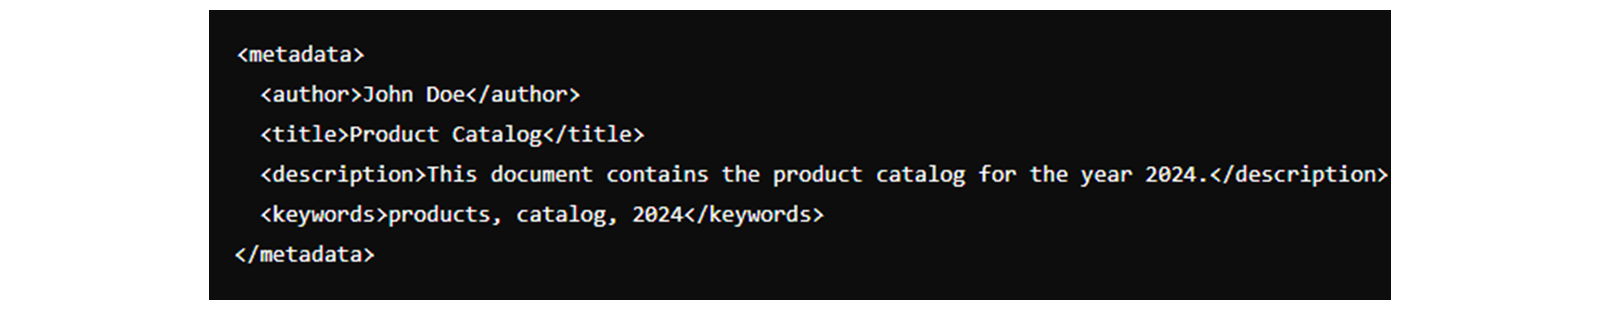 <metadata>
  <author>John Doe</author>
  <title>Product Catalog</title>
  <description>This document contains the product catalog for the year 2024.</description>
  <keywords>products, catalog, 2024</keywords>
</metadata>